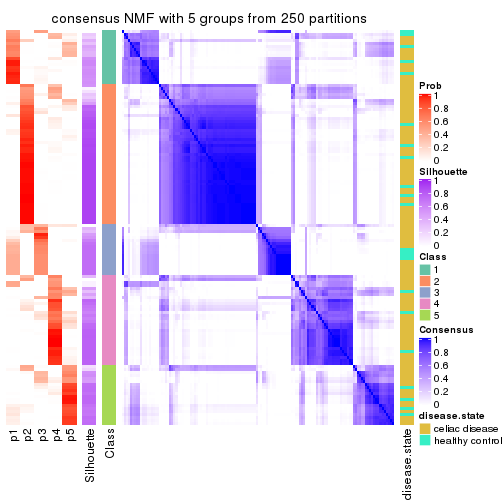 consensus NMF with 5 groups from 250 partitions
p1
p2
p3
p4
p5
Silhouette
Class
disease.state
Prob
1
0.8
0.6
0.4
0.2
0
Silhouette
1
0.8
0.6
0.4
0.2
0
Class
1
2
3
4
5
Consensus
1
0.8
0.6
0.4
0.2
0
disease.state
celiac disease
healthy control